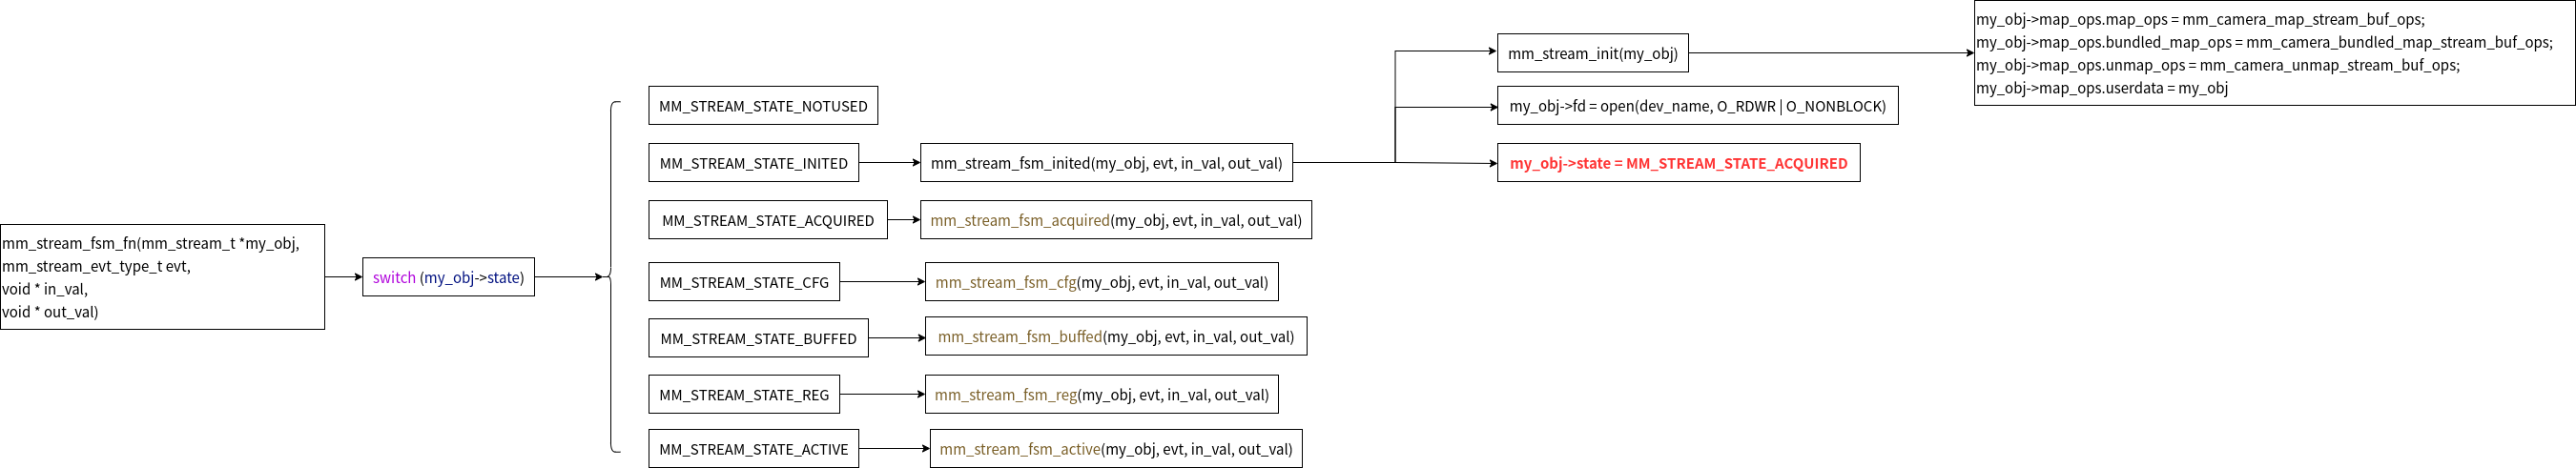 mm_stream_fsm_fn(mm_stream_t *my_obj,
mm_stream_evt_type_t evt,
void * in_val,
void * out_val)
switch (my_obj->state)
MM_STREAM_STATE_NOTUSED
MM_STREAM_STATE_INITED
mm_stream_fsm_inited(my_obj, evt, in_val, out_val)
mm_stream_init(my_obj)
my_obj->map_ops.map_ops = mm_camera_map_stream_buf_ops;
my_obj->map_ops.bundled_map_ops = mm_camera_bundled_map_stream_buf_ops;
my_obj->map_ops.unmap_ops = mm_camera_unmap_stream_buf_ops;
my_obj->map_ops.userdata = my_obj
my_obj->fd = open(dev_name, O_RDWR | O_NONBLOCK)
my_obj->state = MM_STREAM_STATE_ACQUIRED
MM_STREAM_STATE_ACQUIRED
mm_stream_fsm_acquired(my_obj, evt, in_val, out_val)
MM_STREAM_STATE_CFG
mm_stream_fsm_cfg(my_obj, evt, in_val, out_val)
MM_STREAM_STATE_BUFFED
mm_stream_fsm_buffed(my_obj, evt, in_val, out_val)
MM_STREAM_STATE_REG
mm_stream_fsm_reg(my_obj, evt, in_val, out_val)
MM_STREAM_STATE_ACTIVE
mm_stream_fsm_active(my_obj, evt, in_val, out_val)